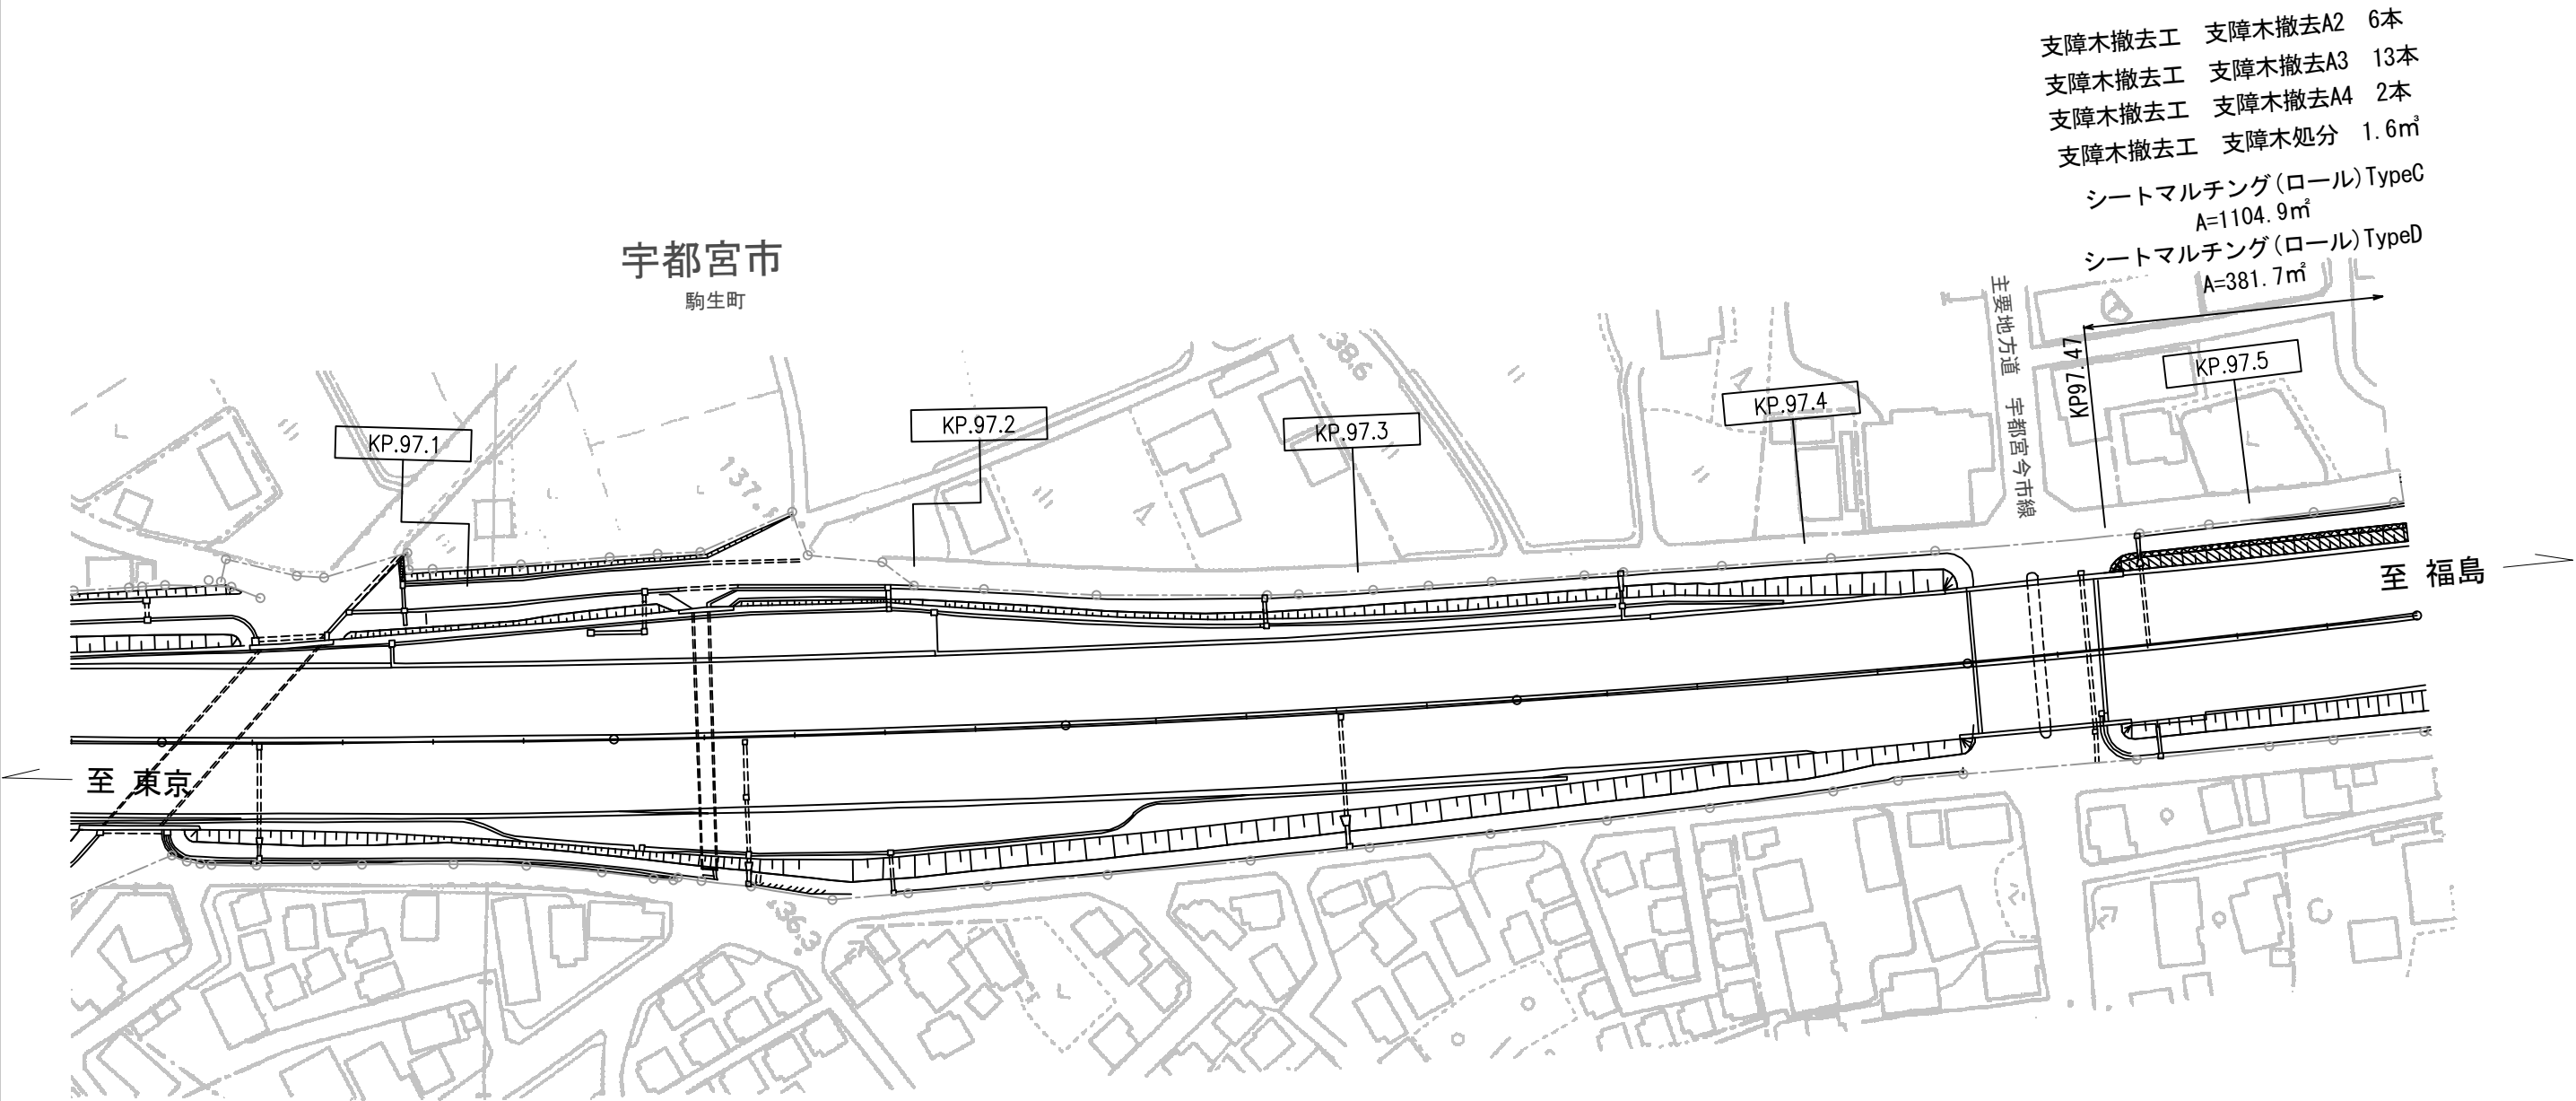 支障木撤去工　支障木撤去A2　6本
支障木撤去工　支障木撤去A3　13本
支障木撤去工　支障木撤去A4　2本
支障木撤去工　支障木処分　1.6㎥
シートマルチング(ロール)TypeC
A=1104.9㎡
シートマルチング(ロール)TypeD
A=381.7㎡
宇都宮市
駒生町
主要地方道　宇都宮今市線
KP97.47
KP.97.1
KP.97.2
KP.97.3
KP.97.4
KP.97.5
至 福島
至 東京